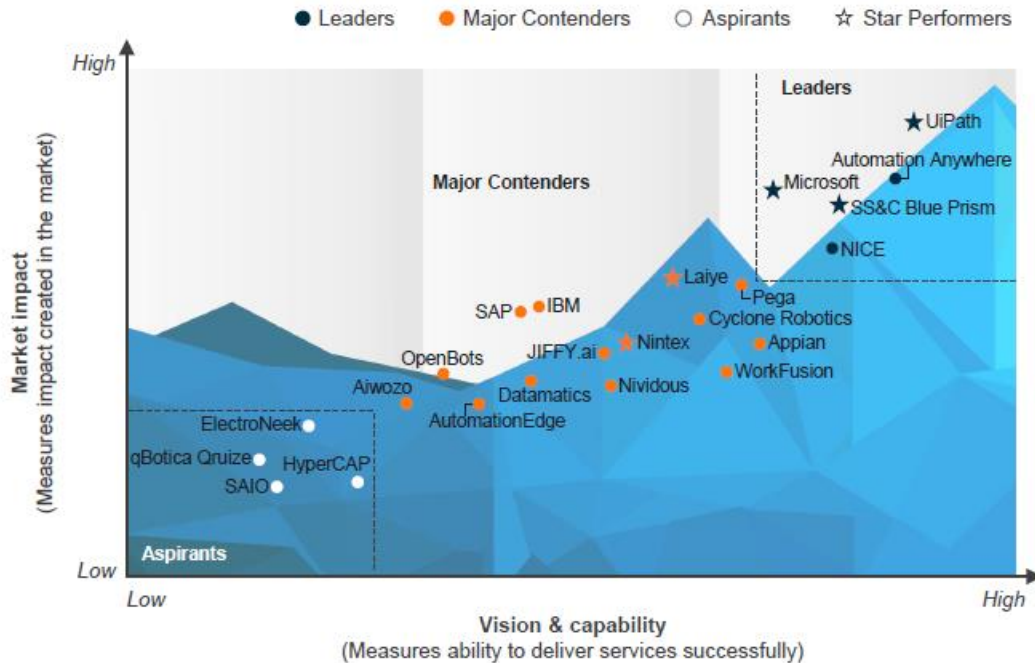 Leaders
Major Contenders
Aspirants
Star Performers
High
Leaders
UiPath
Automation Anywhere
Major Contenders
Microsoft
SS&C Blue Prism
NICE
Market impact
(Measures impact created in the market)
Laiye
Pega
SAP
IBM
Cyclone Robotics
JIFFY.ai
Nintex
Appian
OpenBots
WorkFusion
Aiwozo
Datamatics
Nividous
AutomationEdge
ElectroNeek
qBotica Qruize
HyperCAP
SAIO
Aspirants
Low
Low
High
Vision & capability
(Measures ability to deliver services successfully)